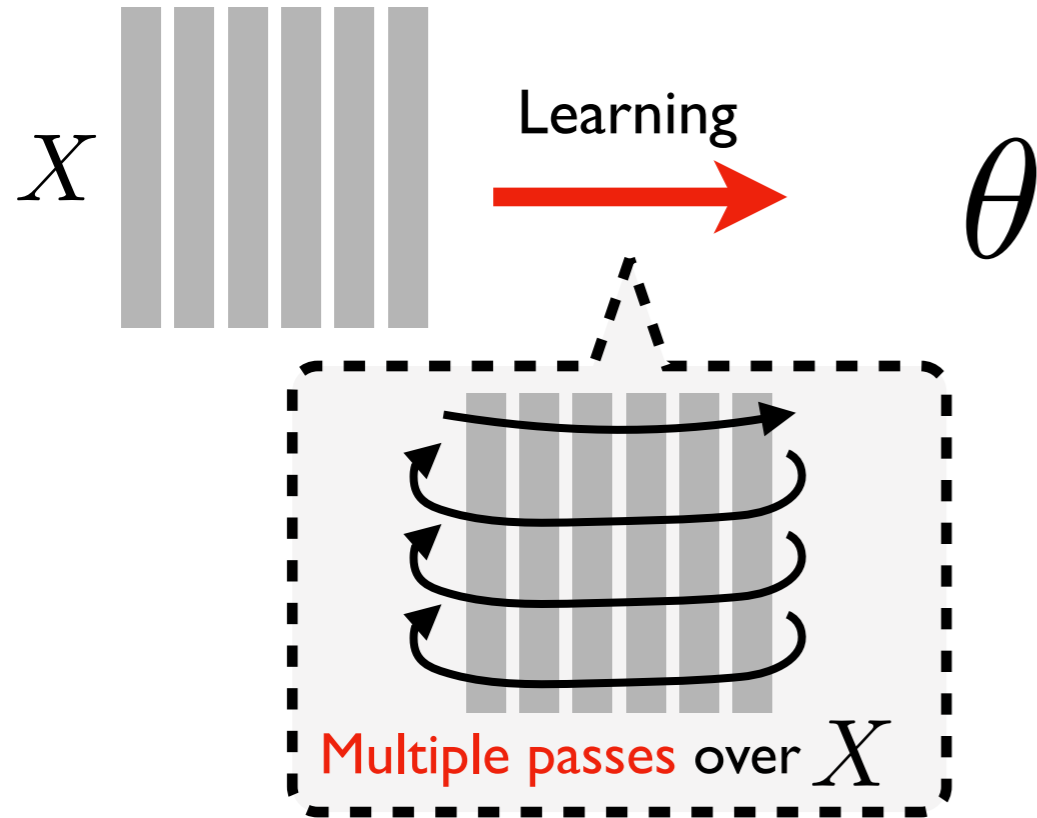 X
Learning
θ
Multiple passes over X